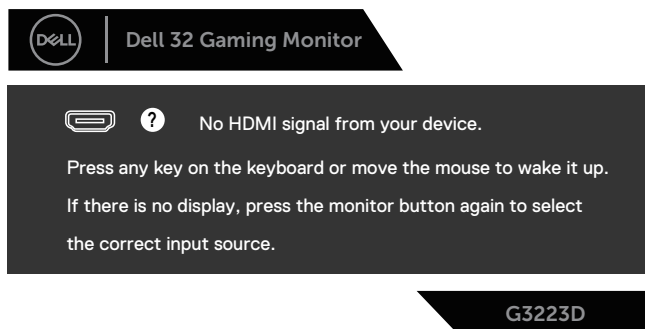 DELL
Dell 32 Gaming Monitor
? No HDMI signal from your device.
Press any key on the keyboard or move the mouse to wake it up.
If there is no display, press the monitor button again to select
the correct input source.
G3223D